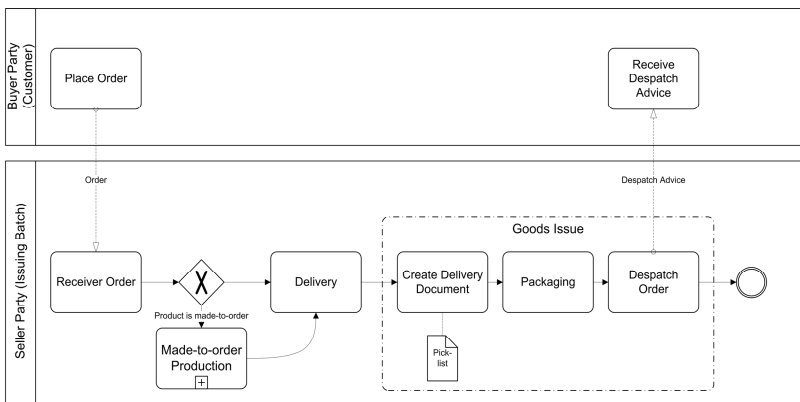 Buyer Party
(Customer)
Place Order
Receive
Despatch
Advice
Order
Despatch Advice
Seller Party (Issuing Batch)
Goods Issue
Receiver Order
X
Delivery
Create Delivery
Document
Packaging
Despatch
Order
Product is made-to-order
Made-to-order
Production
Pick-
list